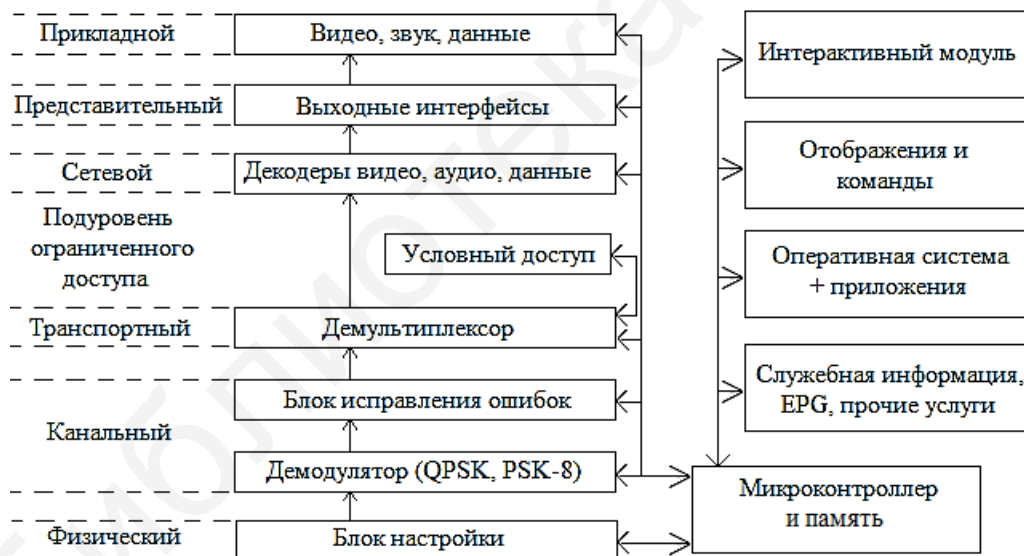 Прикладной
Видео, звук, данные
Представительный
Выходные интерфейсы
Сетевой
Декодеры видео, аудио, данные
Подуровень
ограниченного
доступа
Условный доступ
Транспортный
Демультиплексор
Канальный
Блок исправления ошибок
Демодулятор (QPSK, PSK-8)
Физический
Блок настройки
Интерактивный модуль
Отображения и
команды
Оперативная система
+ приложения
Служебная информация,
EPG, прочие услуги
Микроконтроллер
и память